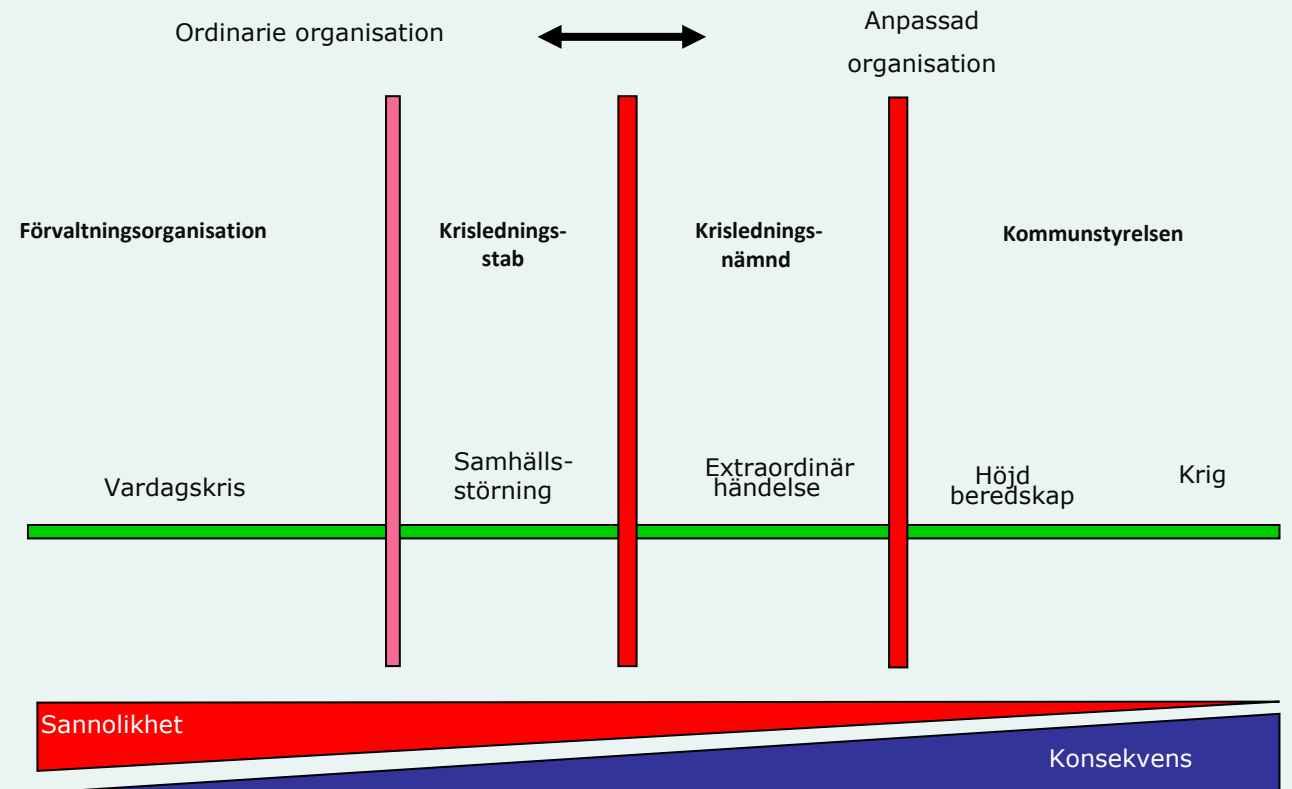 Ordinarie organisation
Anpassad
organisation
Förvaltningsorganisation
Krislednings-
stab
Krislednings-
nämnd
Kommunstyrelsen
Vardagskris
Samhälls-
störning
Extraordinär
händelse
Höjd
beredskap
Krig
Sannolikhet
Konsekvens